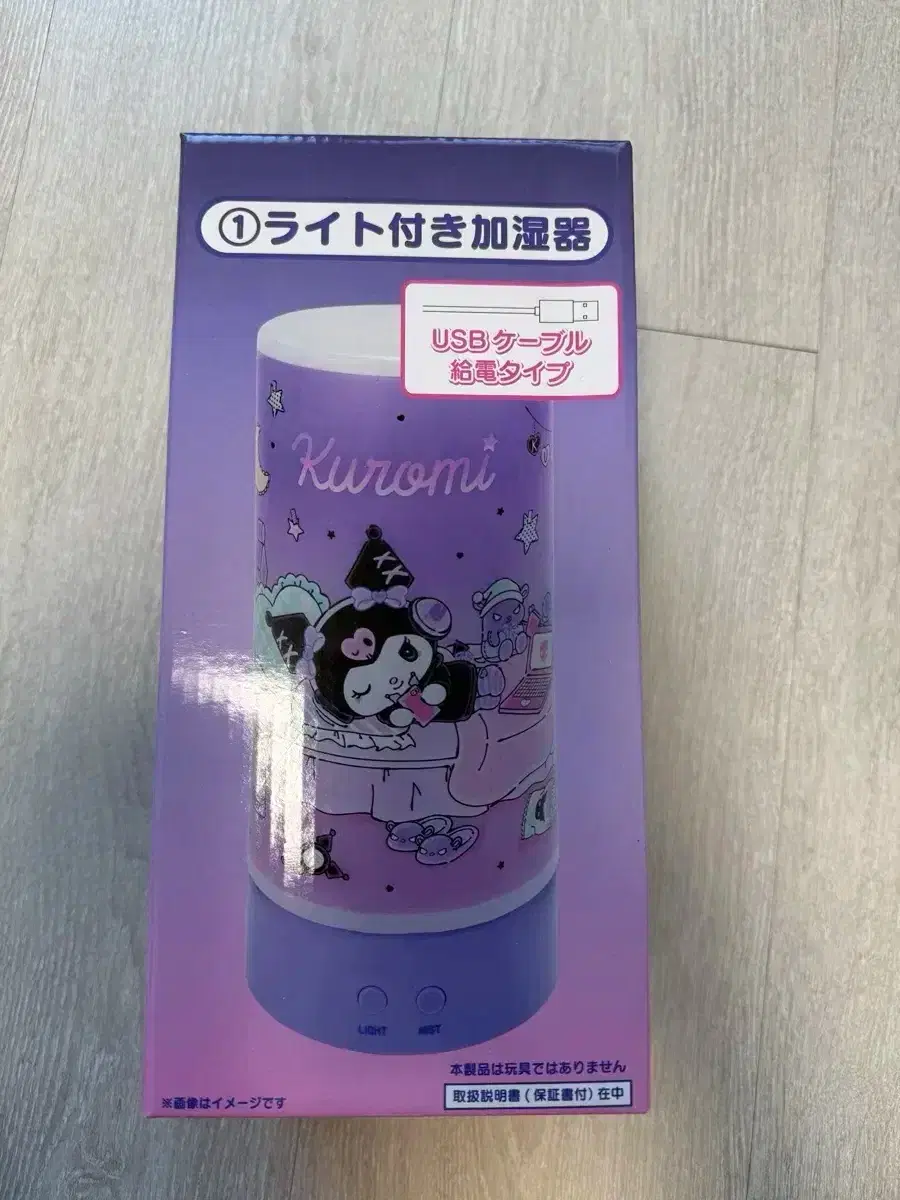 ①ライト付き加湿器
USBケーブル
給電タイプ
Kuromi
K
LIGHT MIST
本製品は玩具ではありません
取扱説明書(保証書付)在中
※画像はイメージです